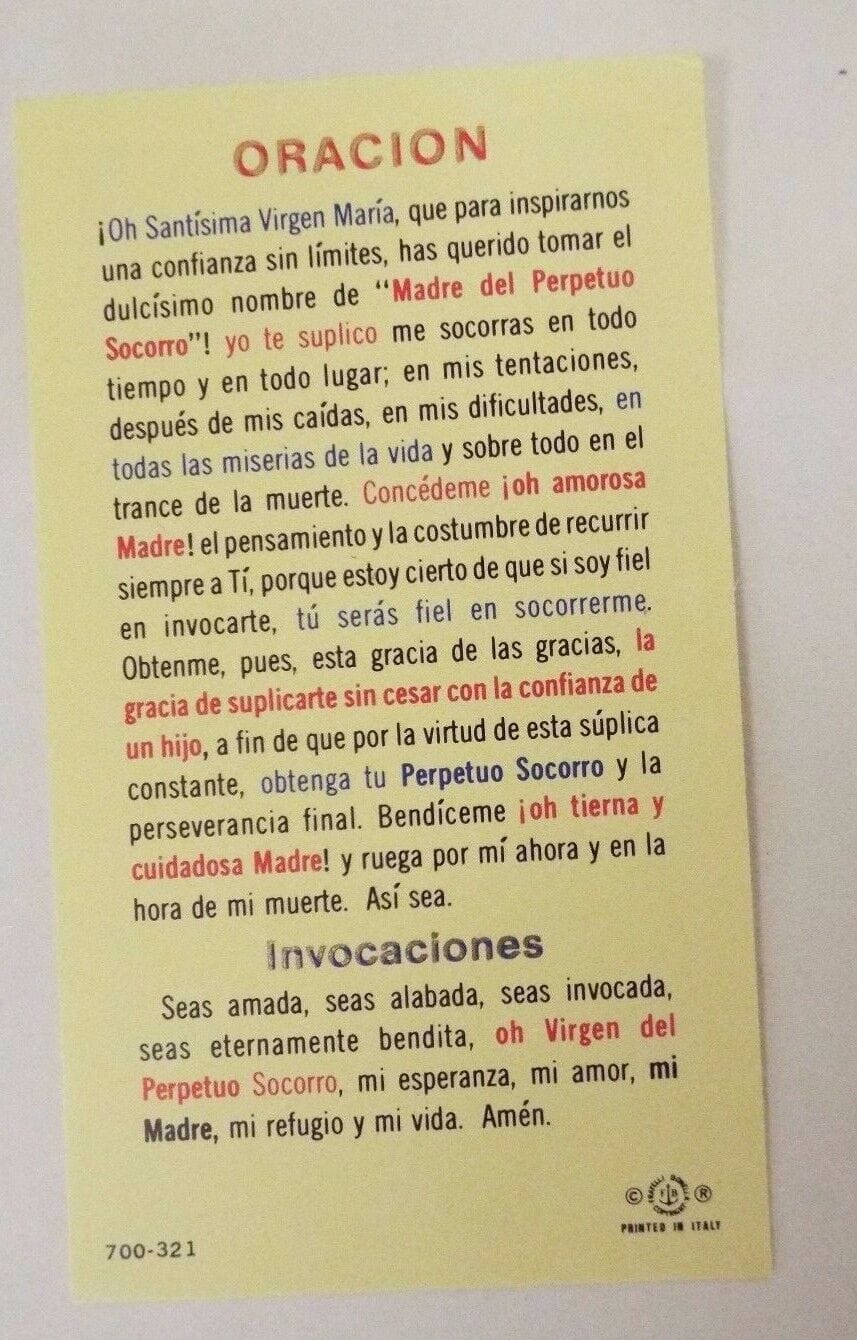 ORACION
¡Oh Santísima Virgen María, que para inspirarnos
una confianza sin límites, has querido tomar el
dulcísimo nombre de “Madre del Perpetuo
Socorro”! yo te suplico me socorras en todo
tiempo y en todo lugar; en mis tentaciones,
después de mis caídas, en mis dificultades, en
todas las miserias de la vida y sobre todo en el
trance de la muerte. Concédeme ¡oh amorosa
Madre! el pensamiento y la costumbre de recurrir
siempre a Tí, porque estoy cierto de que si soy fiel
en invocarte, tú serás fiel en socorrerme.
Obtenme, pues, esta gracia de las gracias, la
gracia de suplicarte sin cesar con la confianza de
un hijo, a fin de que por la virtud de esta súplica
constante, obtenga tu Perpetuo Socorro y la
perseverancia final. Bendíceme ¡oh tierna y
cuidadosa Madre! y ruega por mí ahora y en la
hora de mi muerte. Así sea.
Invocaciones
Seas amada, seas alabada, seas invocada,
seas eternamente bendita, oh Virgen del
Perpetuo Socorro, mi esperanza, mi amor, mi
Madre, mi refugio y mi vida. Amén.
© ®
PRINTED IN ITALY
700-321